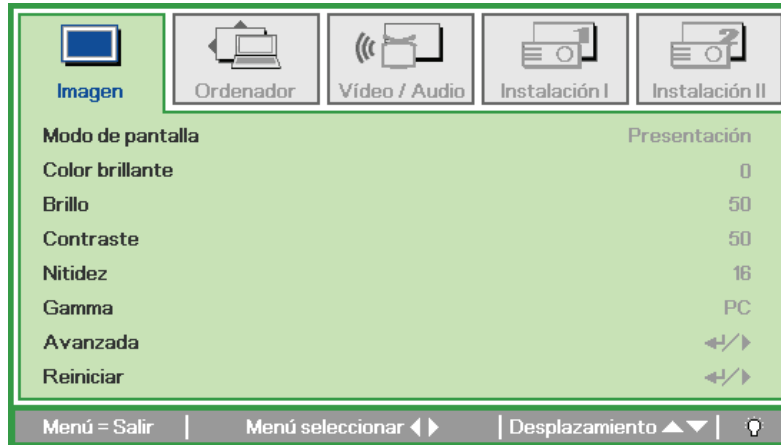 Imagen Ordenador Vídeo / Audio Instalación I Instalación II
Modo de pantalla Presentación
Color brillante 0
Brillo 50
Contraste 50
Nitidez 16
Gamma PC
Avanzada
Reiniciar
Menú = Salir Menú seleccionar Desplazamiento